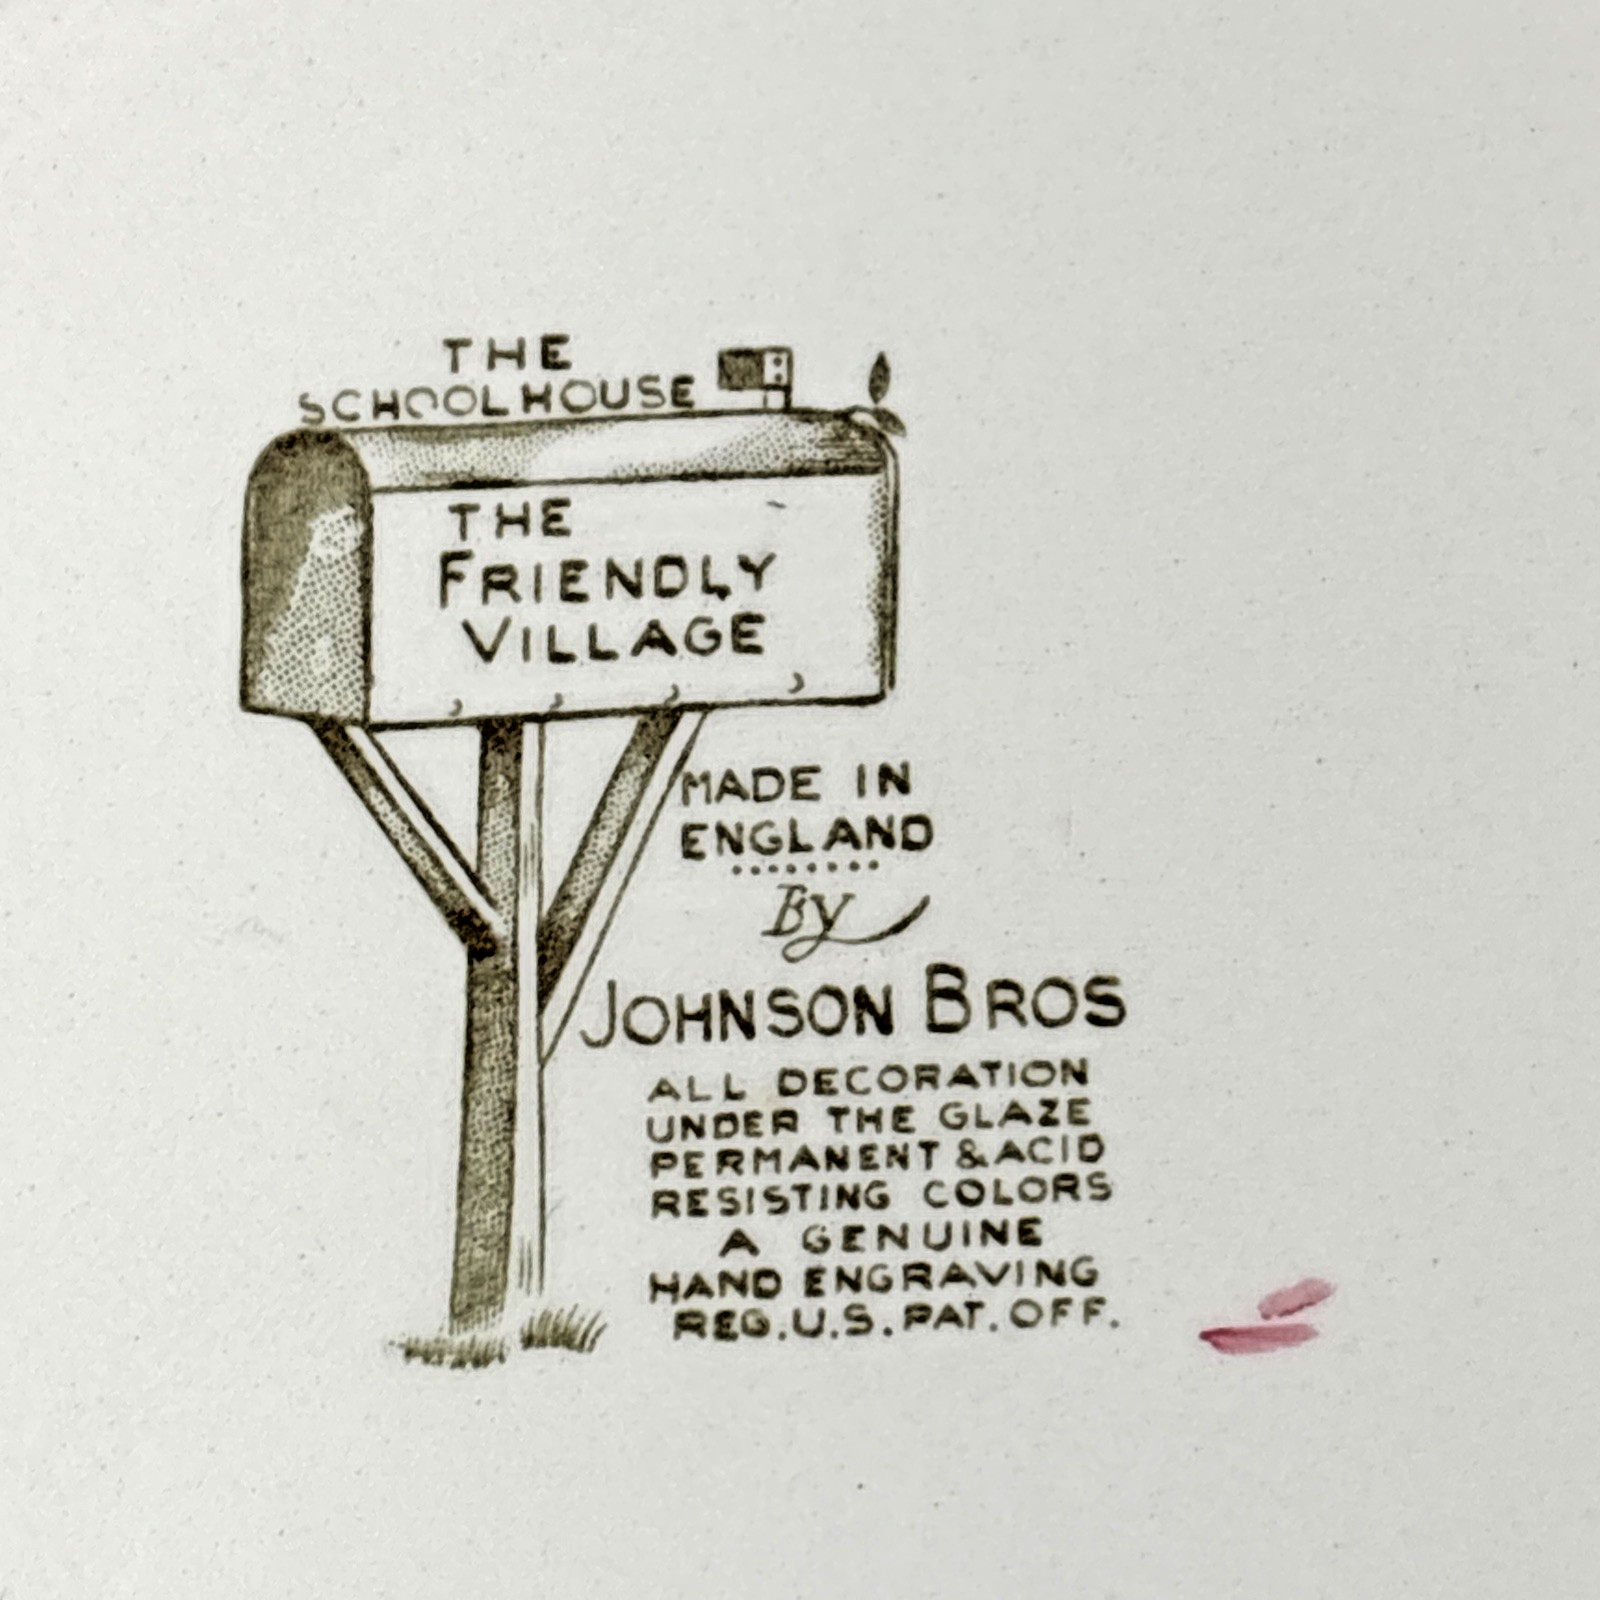 THE
SCHOOLHOUSE
THE
FRIENDLY
VILLAGE
MADE IN
ENGLAND
By
JOHNSON BROS
ALL DECORATION
UNDER THE GLAZE
PERMANENT & ACID
RESISTING COLORS
A GENUINE
HAND ENGRAVING
REG. U.S. PAT. OFF.